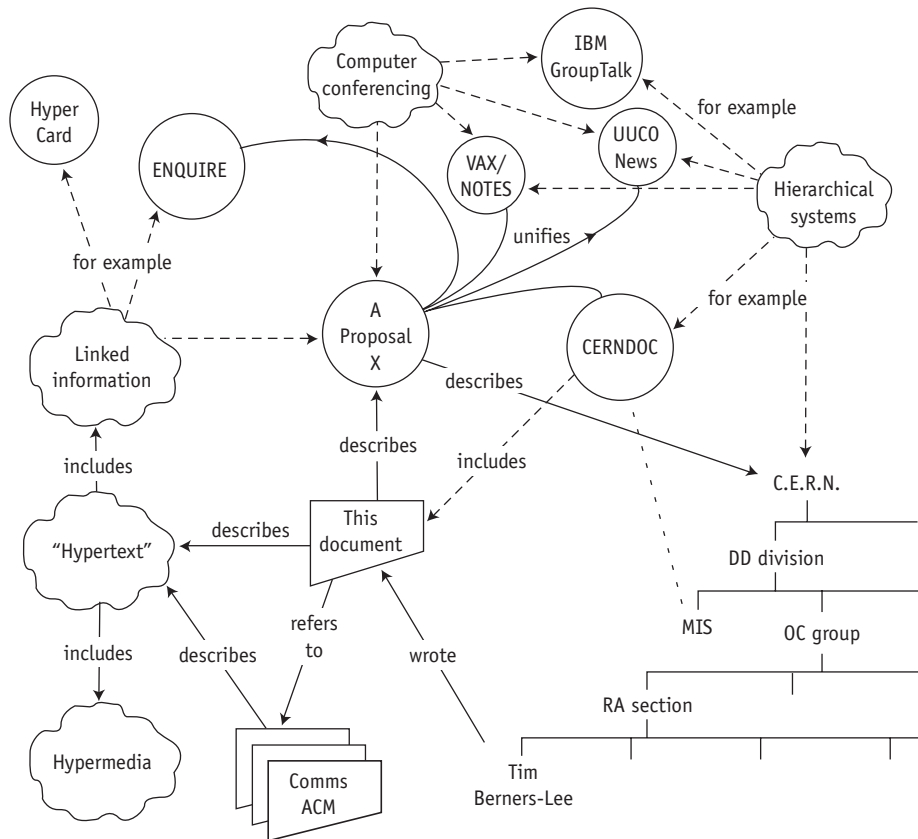 Computer
conferencing
IBM
GroupTalk
Hyper
Card
for example
ENQUIRE
UUCO
News
VAX/
NOTES
Hierarchical
systems
unifies
for example
for example
A
Proposal
X
CERNDOC
Linked
information
describes
describes
includes
includes
C.E.R.N.
This
document
describes
"Hypertext"
DD division
refers
to
MIS
OC group
includes
describes
wrote
RA section
Hypermedia
Comms
ACM
Tim
Berners-Lee